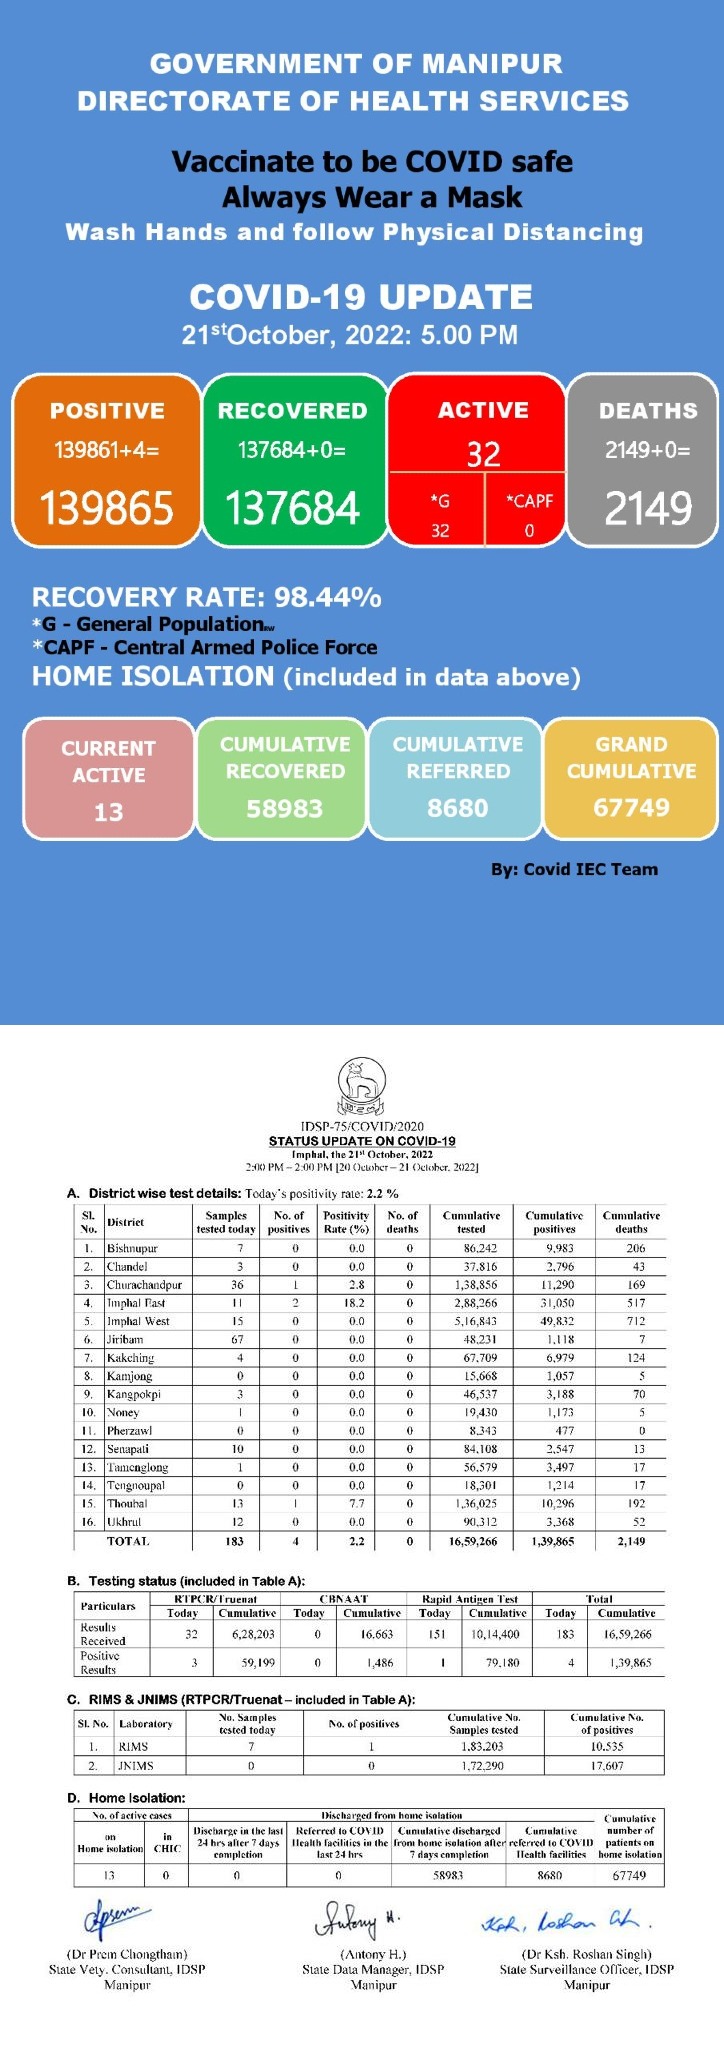 GOVERNMENT OF MANIPUR
DIRECTORATE OF HEALTH SERVICES
Vaccinate to be COVID safe
Always Wear a Mask
Wash Hands and follow Physical Distancing
COVID-19 UPDATE
21stOctober, 2022: 5.00 PM
POSITIVE
139861+4=
139865
RECOVERED
137684+0=
137684
ACTIVE
32
*G
32
*CAPF
0
DEATHS
2149+0=
2149
RECOVERY RATE: 98.44%
*G - General Population
*CAPF - Central Armed Police Force
HOME ISOLATION (included in data above)
CURRENT
ACTIVE
13
CUMULATIVE
RECOVERED
58983
CUMULATIVE
REFERRED
8680
GRAND
CUMULATIVE
67749
By: Covid IEC Team
IDSP-75/COVID/2020
STATUS UPDATE ON COVID-19
Imphal, the 21st October, 2022
2:00 PM – 2:00 PM [20 October – 21 October, 2022]
A. District wise test details: Today's positivity rate: 2.2 %
Sl. No. District Samples tested today No. of positives Positivity Rate (%) No. of deaths Cumulative tested Cumulative positives Cumulative deaths
1. Bishnupur 7 0 0.0 0 86,242 9,983 206
2. Chandel 3 0 0.0 0 37,816 2,796 43
3. Churachandpur 36 1 2.8 0 1,38,856 11,290 169
4. Imphal East 11 2 18.2 0 2,88,266 31,050 517
5. Imphal West 15 0 0.0 0 5,16,843 49,832 712
6. Jiribam 67 0 0.0 0 48,231 1,118 7
7. Kakching 4 0 0.0 0 67,709 6,979 124
8. Kamjong 0 0 0.0 0 15,668 1,057 5
9. Kangpokpi 3 0 0.0 0 46,537 3,188 70
10. Noney 1 0 0.0 0 19,430 1,173 5
11. Pherzawl 0 0 0.0 0 8,343 477 0
12. Senapati 10 0 0.0 0 84,108 2,547 13
13. Tamenglong 1 0 0.0 0 56,579 3,497 17
14. Tengnoupal 0 0 0.0 0 18,301 1,214 17
15. Thoubal 13 1 7.7 0 1,36,025 10,296 192
16. Ukhrul 12 0 0.0 0 90,312 3,368 52
TOTAL 183 4 2.2 0 16,59,266 1,39,865 2,149
B. Testing status (included in Table A):
Particulars RTPCR/Truenat CBNAAT Rapid Antigen Test Total
Today Cumulative Today Cumulative Today Cumulative Today Cumulative
Results Received 32 6,28,203 0 16,663 151 10,14,400 183 16,59,266
Positive Results 3 59,199 0 1,486 1 79,180 4 1,39,865
C. RIMS & JNIMS (RTPCR/Truenat – included in Table A):
Sl. No. Laboratory No. Samples tested today No. of positives Cumulative No. Samples tested Cumulative No. of positives
1. RIMS 7 1 1,83,203 10,535
2. JNIMS 0 0 1,72,290 17,607
D. Home Isolation:
No. of active cases Discharged from home isolation Cumulative number of patients on home isolation
on Home isolation in CHIC Discharge in the last 24 hrs after 7 days completion Referred to COVID Health facilities in the last 24 hrs Cumulative discharged from home isolation after 7 days completion Cumulative referred to COVID Health facilities
13 0 0 0 58983 8680 67749
Antony H.
Ksh. Roshan
(Dr Prem Chongtham)
State Vety. Consultant, IDSP
Manipur
(Antony H.)
State Data Manager, IDSP
Manipur
(Dr Ksh. Roshan Singh)
State Surveillance Officer, IDSP
Manipur